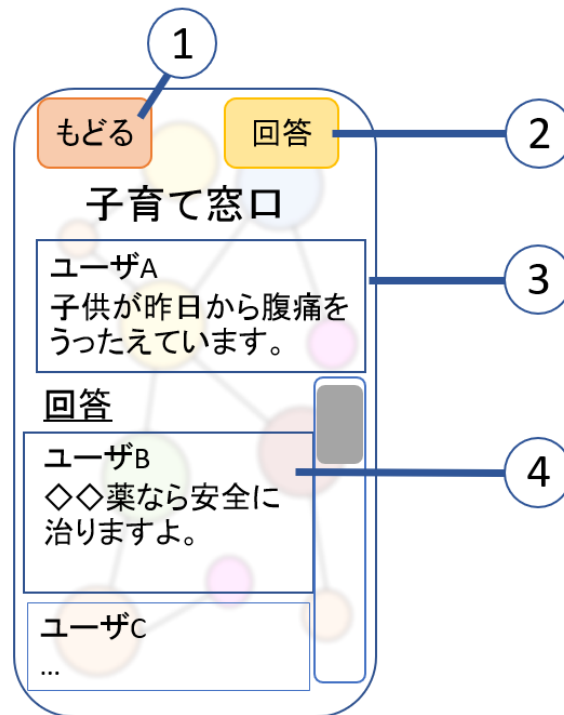 1
もどる
回答
2
子育て窓口
ユーザA
子供が昨日から腹痛を
うったえています。
3
回答
ユーザB
◇◇薬なら安全に
治りますよ。
4
ユーザC
...